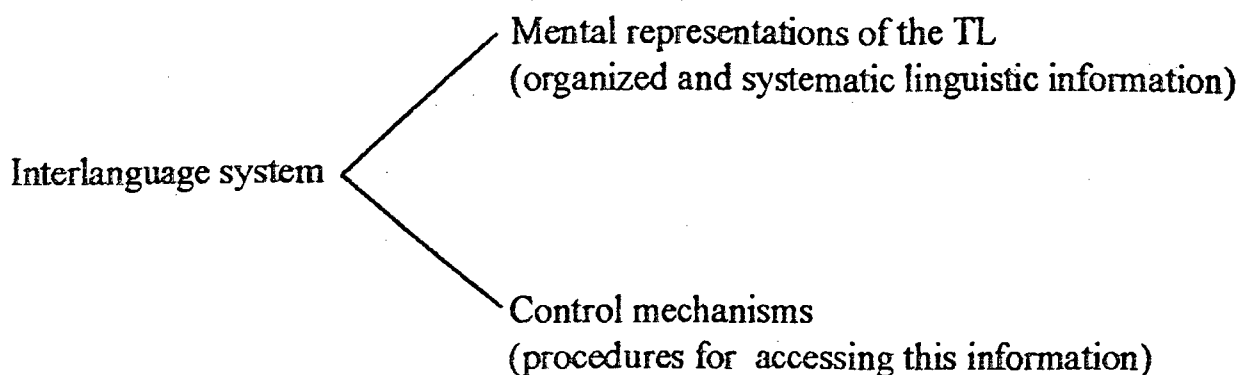 Mental representations of the TL
(organized and systematic linguistic information)
Interlanguage system
Control mechanisms
(procedures for accessing this information)